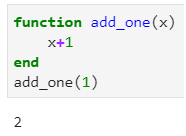 function add_one(x)
    x+1
end
add_one(1)
2